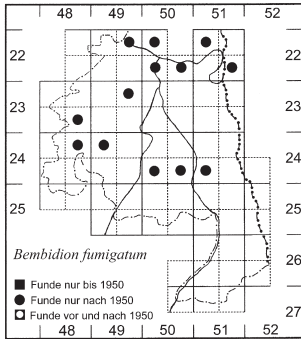 48 49 50 51 52
22 22
23 23
24 24
25 25
26
27
Bembidion fumigatum
Funde nur bis 1950
Funde nur nach 1950
Funde vor und nach 1950
48 49 50 51 52